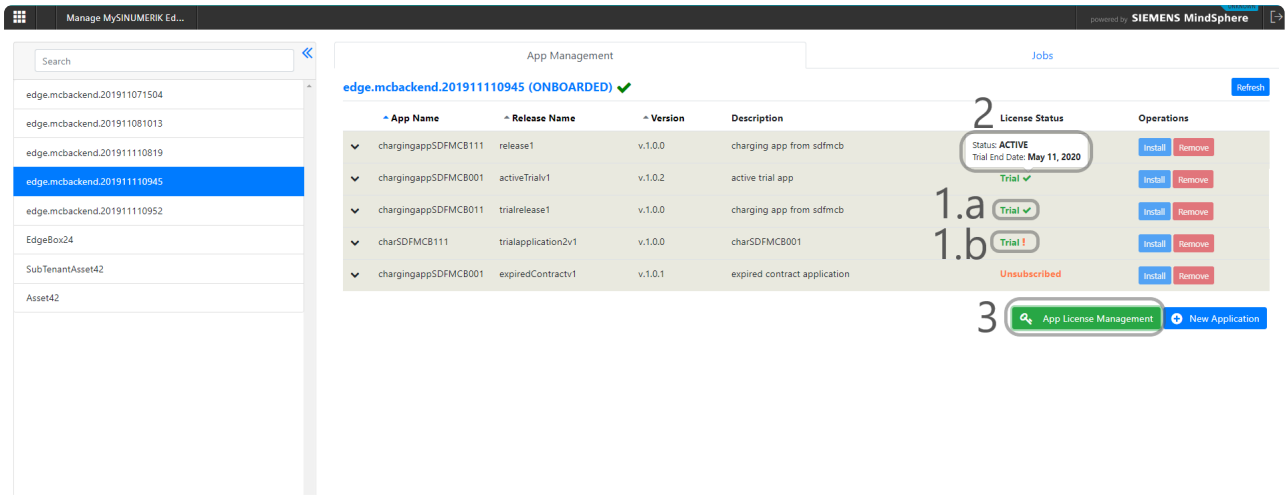 Manage MySINUMERIK Ed...
powered by SIEMENS MindSphere
Search
edge.mcbackend.201911071504
edge.mcbackend.201911081013
edge.mcbackend.201911110819
edge.mcbackend.201911110945
edge.mcbackend.201911110952
EdgeBox24
SubTenantAsset42
Asset42
App Management
Jobs
edge.mcbackend.201911110945 (ONBOARDED)
Refresh
App Name Release Name Version Description 2 License Status Operations
chargingappSDFMCB111 release1 v.1.0.0 charging app from sdfmcb Install Remove
Status: ACTIVE
Trial End Date: May 11, 2020
chargingappSDFMCB001 activeTrialv1 v.1.0.2 active trial app Trial Install Remove
chargingappSDFMCB011 trialrelease1 v.1.0.0 charging app from sdfmcb 1.a Trial Install Remove
charSDFMCB111 trialapplication2v1 v.1.0.0 charSDFMCB001 1.b Trial ! Install Remove
chargingappSDFMCB001 expiredContractv1 v.1.0.1 expired contract application Unsubscribed Install Remove
3 App License Management New Application